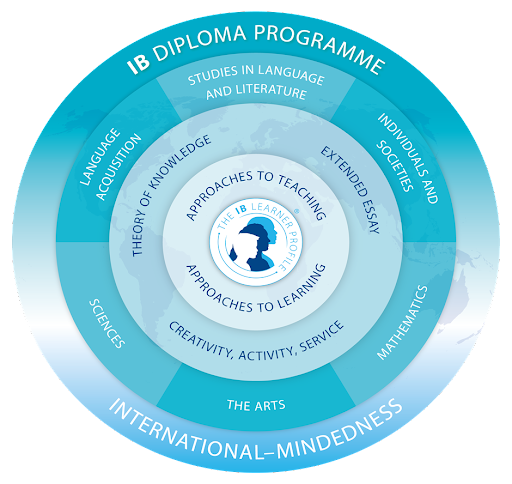 IB DIPLOMA PROGRAMME
STUDIES IN LANGUAGE
AND LITERATURE
LANGUAGE
ACQUISITION
INDIVIDUALS AND
SOCIETIES
THEORY OF KNOWLEDGE
EXTENDED ESSAY
APPROACHES TO TEACHING
THE IB LEARNER PROFILE
®
APPROACHES TO LEARNING
CREATIVITY, ACTIVITY, SERVICE
SCIENCES
MATHEMATICS
THE ARTS
INTERNATIONAL–MINDEDNESS